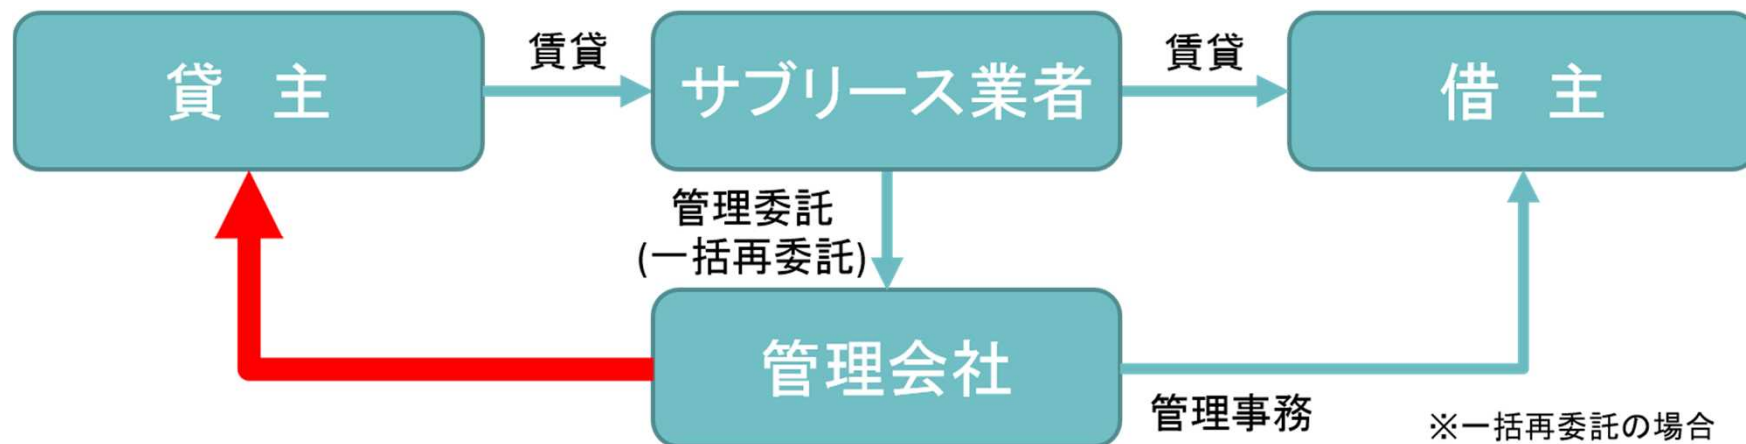 賃貸
賃貸
貸 主
サブリース業者
借 主
管理委託
(一括再委託)
管理会社
管理事務
※一括再委託の場合